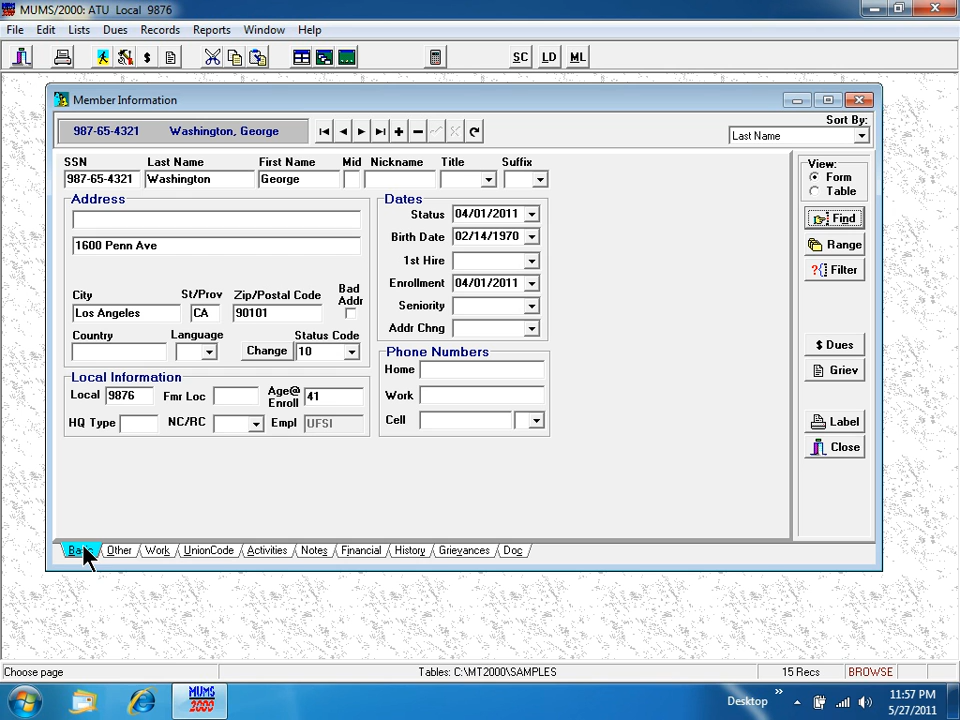 MUMS/2000: ATU Local 9876
File Edit Lists Dues Records Reports Window Help
$ SC LD ML
Member Information
987-65-4321 Washington, George
Sort By:
Last Name
SSN Last Name First Name Mid Nickname Title Suffix
987-65-4321 Washington George
View:
Form
Table
Find
Range
?{ Filter
$ Dues
Griev
Label
Close
Address
1600 Penn Ave
City St/Prov Zip/Postal Code Bad Addr
Los Angeles CA 90101
Country Language Status Code
Change 10
Local Information
Local 9876 Fmr Loc Age@ Enroll 41
HQ Type NC/RC Empl UFSI
Dates
Status 04/01/2011
Birth Date 02/14/1970
1st Hire
Enrollment 04/01/2011
Seniority
Addr Chng
Phone Numbers
Home
Work
Cell
Basic Other Work UnionCode Activities Notes Financial History Grievances Doc
Choose page Tables: C:\MT2000\SAMPLES 15 Recs BROWSE
MUMS
2000
Desktop »
11:57 PM
5/27/2011